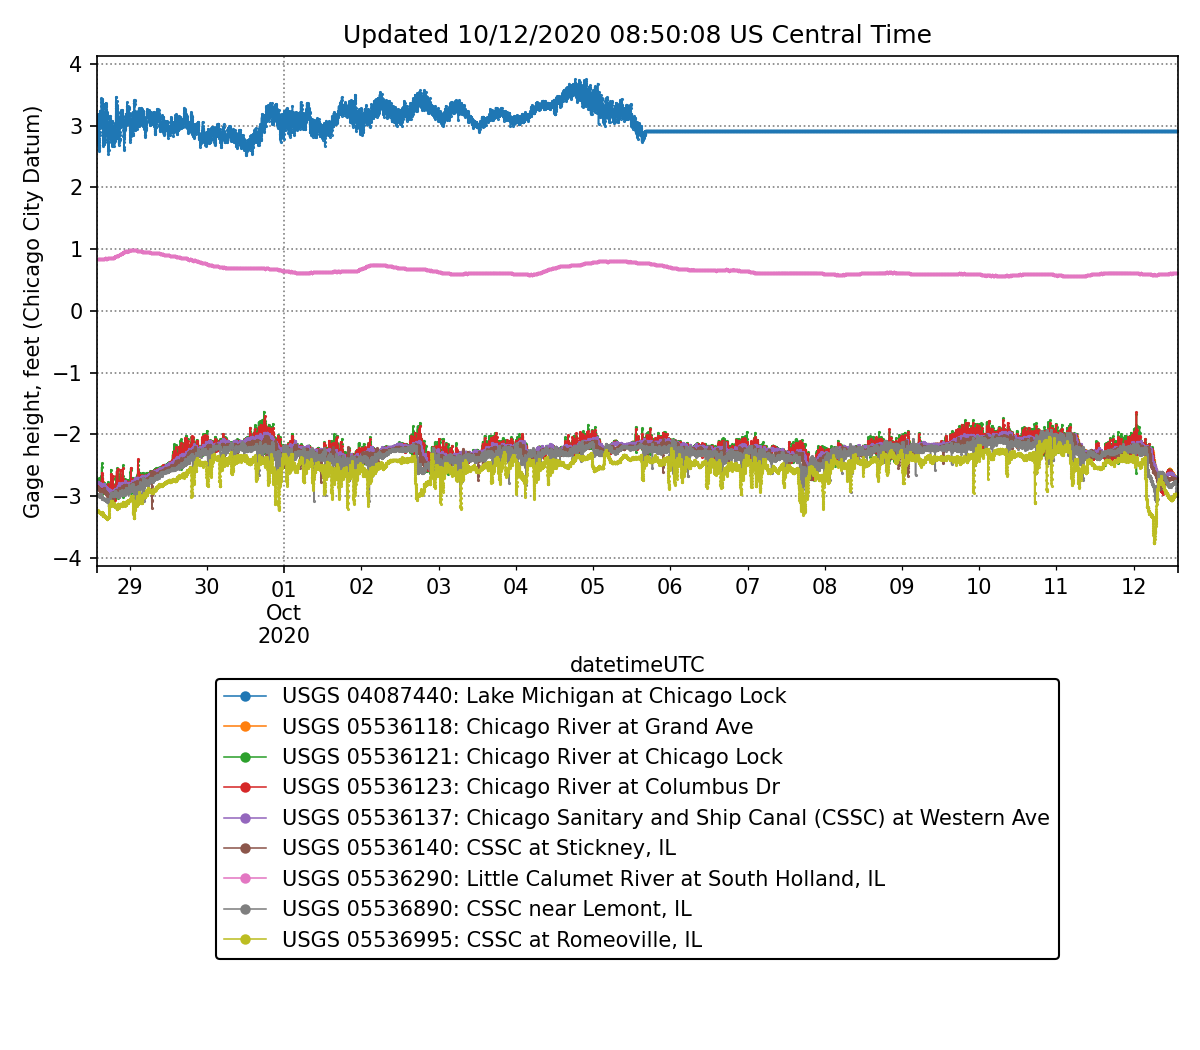 Updated 10/12/2020 08:50:08 US Central Time
Gage height, feet (Chicago City Datum)
4
3
2
1
0
−1
−2
−3
−4
29 30 01 02 03 04 05 06 07 08 09 10 11 12
Oct
2020
datetimeUTC
USGS 04087440: Lake Michigan at Chicago Lock
USGS 05536118: Chicago River at Grand Ave
USGS 05536121: Chicago River at Chicago Lock
USGS 05536123: Chicago River at Columbus Dr
USGS 05536137: Chicago Sanitary and Ship Canal (CSSC) at Western Ave
USGS 05536140: CSSC at Stickney, IL
USGS 05536290: Little Calumet River at South Holland, IL
USGS 05536890: CSSC near Lemont, IL
USGS 05536995: CSSC at Romeoville, IL